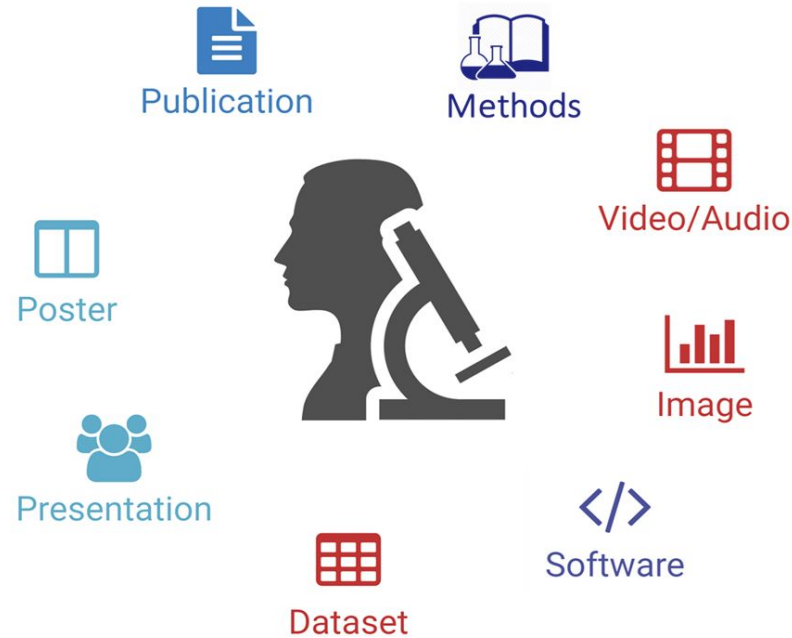 Publication
Methods
Video/Audio
Poster
Image
Presentation
Software
Dataset